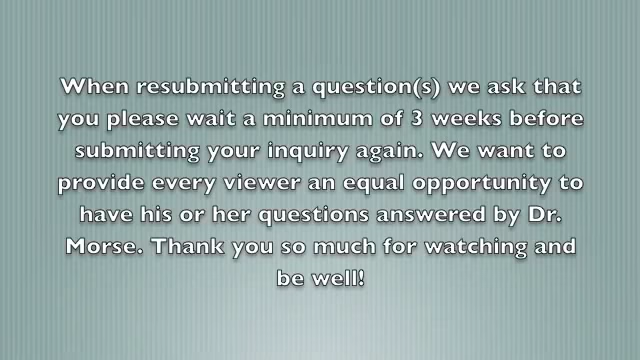 When resubmitting a question(s) we ask that
you please wait a minimum of 3 weeks before
submitting your inquiry again. We want to
provide every viewer an equal opportunity to
have his or her questions answered by Dr.
Morse. Thank you so much for watching and
be well!